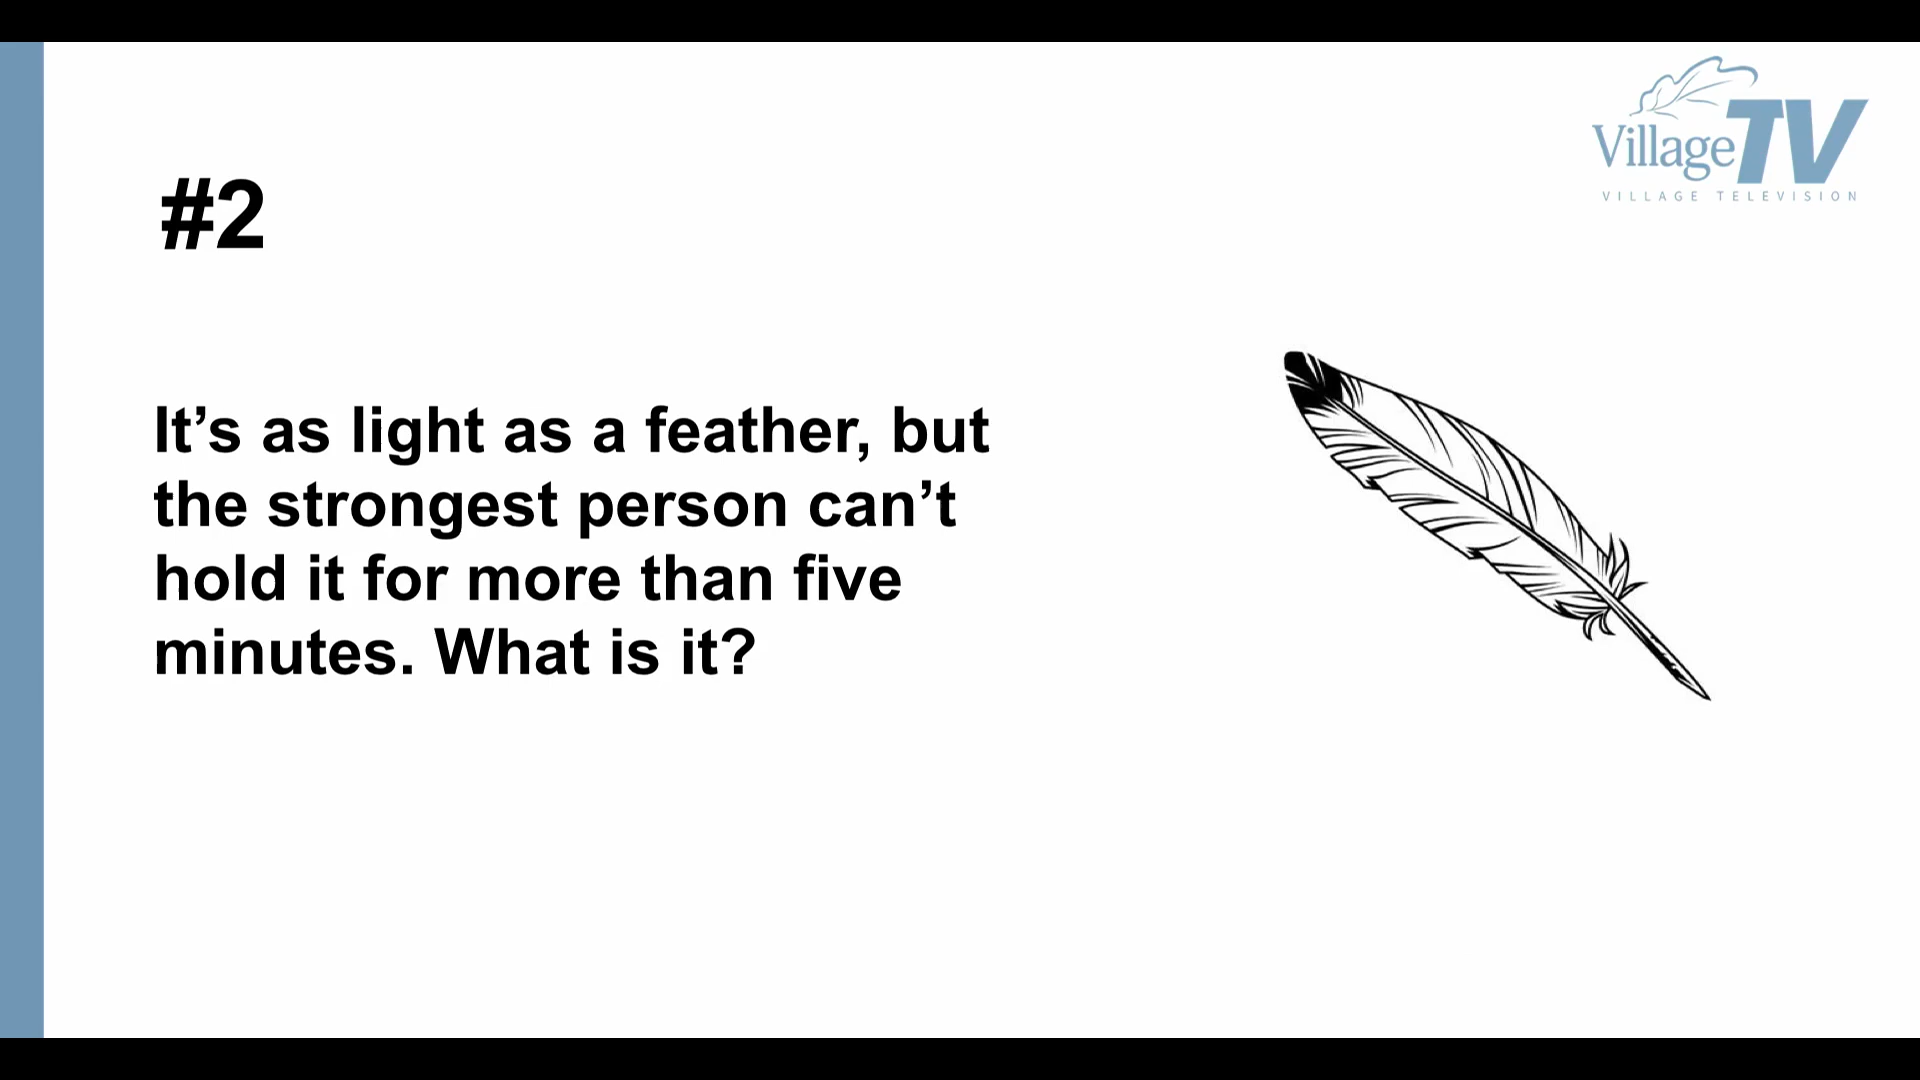 VillageTV
VILLAGE TELEVISION
#2
It’s as light as a feather, but
the strongest person can’t
hold it for more than five
minutes. What is it?